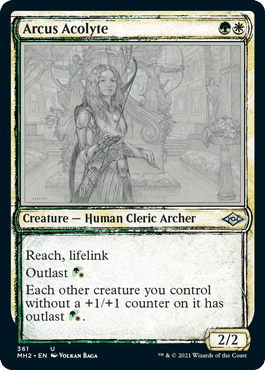 Arcus Acolyte
Creature — Human Cleric Archer
Reach, lifelink
Outlast
Each other creature you control
without a +1/+1 counter on it has
outlast .
2/2
361 U
MH2 • EN VOLKAN BAGA
™ & © 2021 Wizards of the Coast